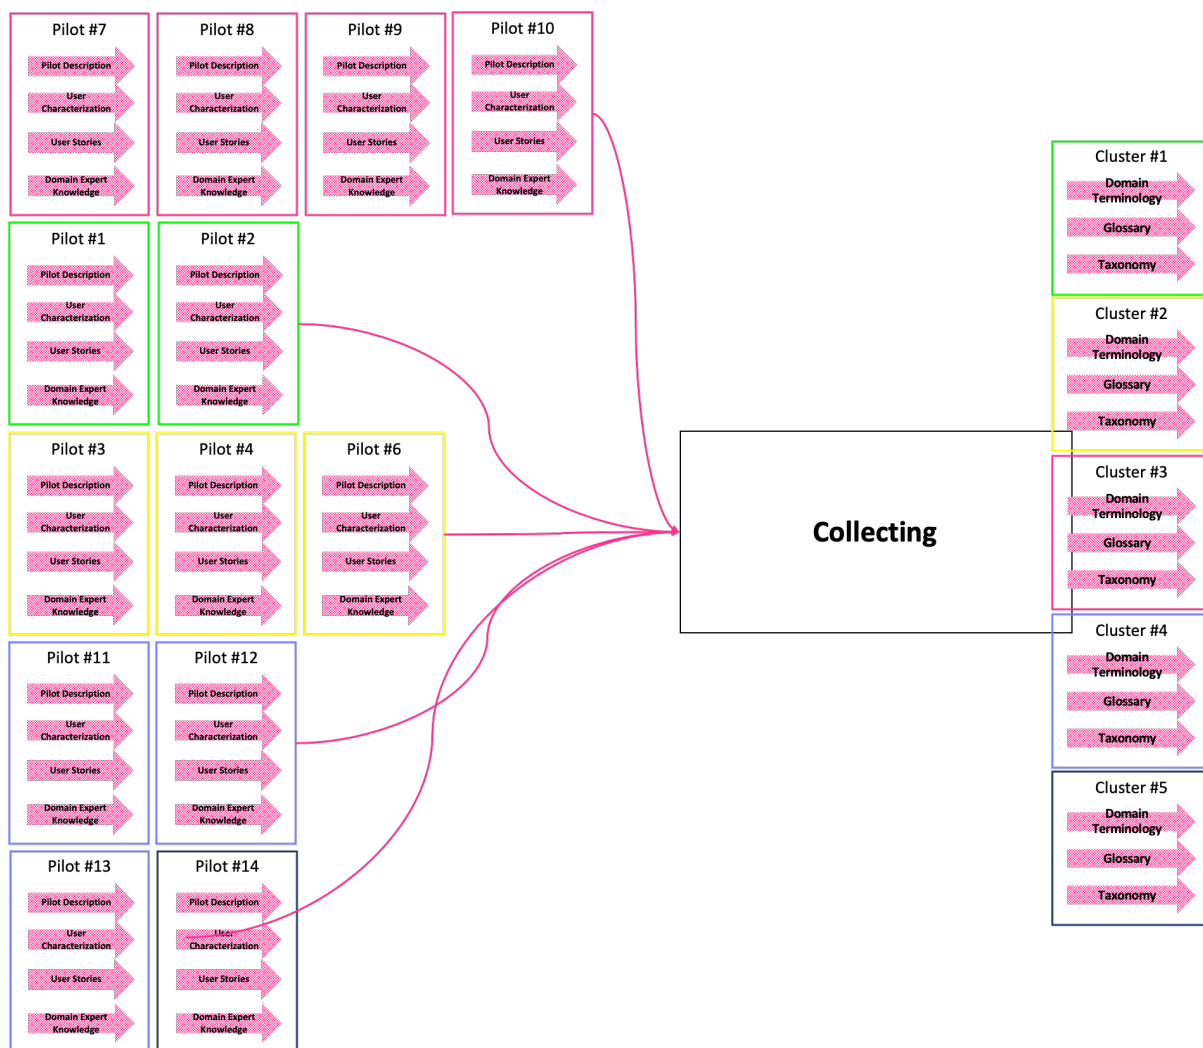 Pilot #7
Pilot Description
User
Characterization
User Stories
Domain Expert
Knowledge
Pilot #8
Pilot Description
User
Characterization
User Stories
Domain Expert
Knowledge
Pilot #9
Pilot Description
User
Characterization
User Stories
Domain Expert
Knowledge
Pilot #10
Pilot Description
User
Characterization
User Stories
Domain Expert
Knowledge
Pilot #1
Pilot Description
User
Characterization
User Stories
Domain Expert
Knowledge
Pilot #2
Pilot Description
User
Characterization
User Stories
Domain Expert
Knowledge
Pilot #3
Pilot Description
User
Characterization
User Stories
Domain Expert
Knowledge
Pilot #4
Pilot Description
User
Characterization
User Stories
Domain Expert
Knowledge
Pilot #6
Pilot Description
User
Characterization
User Stories
Domain Expert
Knowledge
Pilot #11
Pilot Description
User
Characterization
User Stories
Domain Expert
Knowledge
Pilot #12
Pilot Description
User
Characterization
User Stories
Domain Expert
Knowledge
Pilot #13
Pilot Description
User
Characterization
User Stories
Domain Expert
Knowledge
Pilot #14
Pilot Description
User
Characterization
User Stories
Domain Expert
Knowledge
Collecting
Cluster #1
Domain
Terminology
Glossary
Taxonomy
Cluster #2
Domain
Terminology
Glossary
Taxonomy
Cluster #3
Domain
Terminology
Glossary
Taxonomy
Cluster #4
Domain
Terminology
Glossary
Taxonomy
Cluster #5
Domain
Terminology
Glossary
Taxonomy